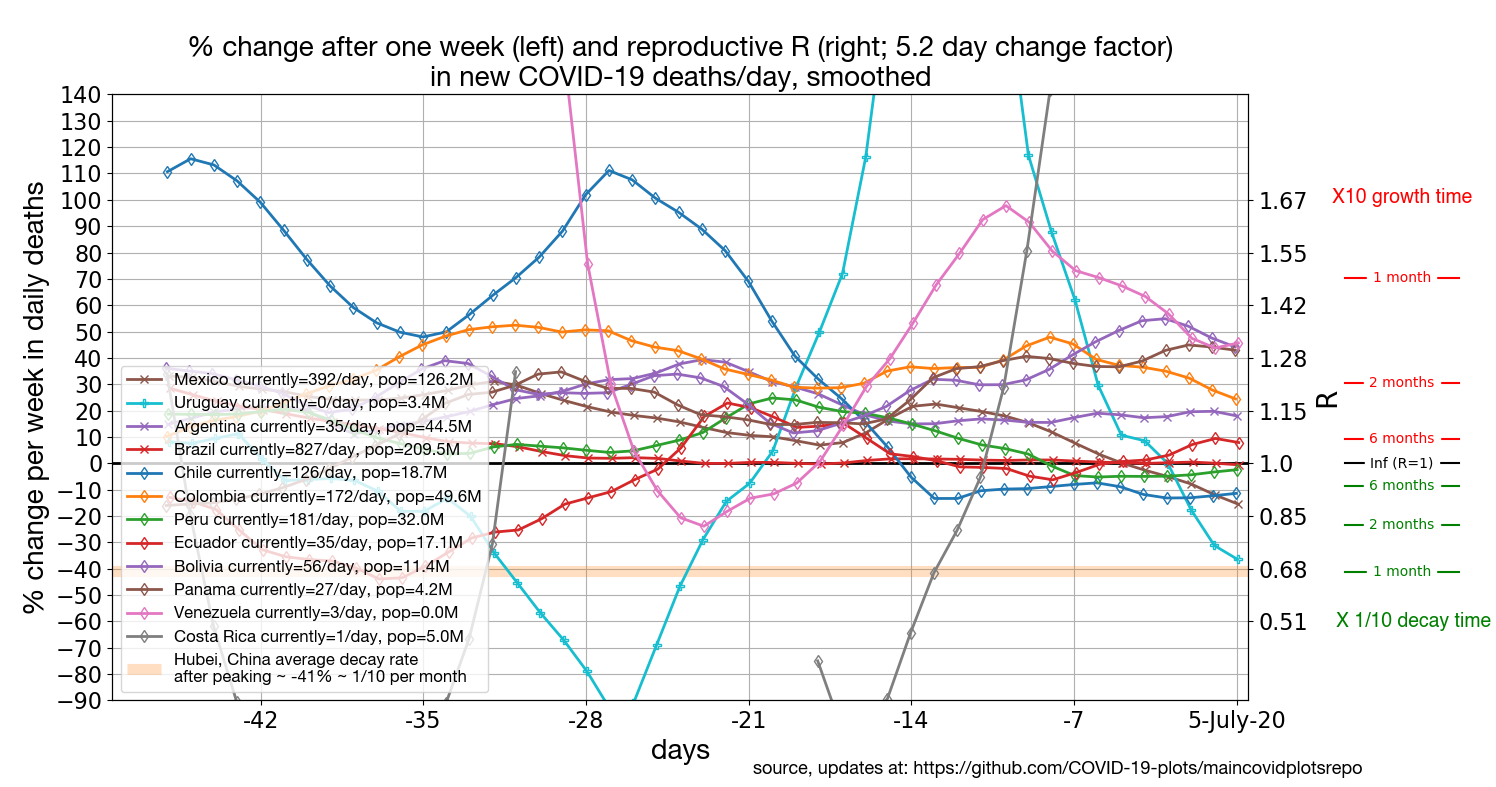 % change after one week (left) and reproductive R (right; 5.2 day change factor)
in new COVID-19 deaths/day, smoothed
140
130
120
110
100
90
80
70
60
50
40
30
20
10
0
−10
−20
−30
−40
−50
−60
−70
−80
−90
% change per week in daily deaths
Mexico currently=392/day, pop=126.2M
Uruguay currently=0/day, pop=3.4M
Argentina currently=35/day, pop=44.5M
Brazil currently=827/day, pop=209.5M
Chile currently=126/day, pop=18.7M
Colombia currently=172/day, pop=49.6M
Peru currently=181/day, pop=32.0M
Ecuador currently=35/day, pop=17.1M
Bolivia currently=56/day, pop=11.4M
Panama currently=27/day, pop=4.2M
Venezuela currently=3/day, pop=0.0M
Costa Rica currently=1/day, pop=5.0M
Hubei, China average decay rate
after peaking ~ -41% ~ 1/10 per month
-42
-35
-28
-21
-14
-7
5-July-20
days
1.67
1.55
1.42
1.28
1.15
1.0
0.85
0.68
0.51
R
X10 growth time
1 month
2 months
6 months
Inf (R=1)
6 months
2 months
1 month
X 1/10 decay time
source, updates at: https://github.com/COVID-19-plots/maincovidplotsrepo